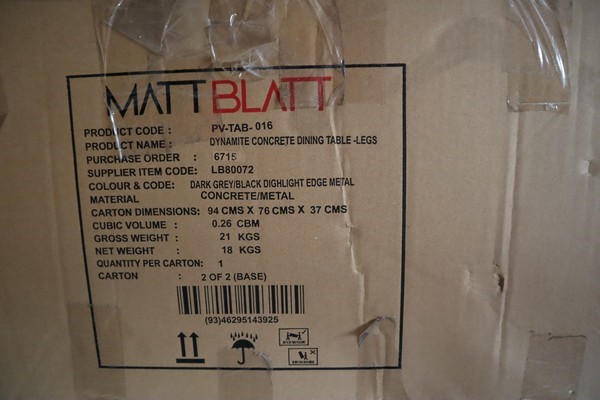 MATT BLATT
PRODUCT CODE : PV-TAB-016
PRODUCT NAME : DYNAMITE CONCRETE DINING TABLE -LEGS
PURCHASE ORDER : 6715
SUPPLIER ITEM CODE: LB80072
COLOUR & CODE: DARK GREY/BLACK DIGHLIGHT EDGE METAL
MATERIAL CONCRETE/METAL
CARTON DIMENSIONS: 94 CMS X 76 CMS X 37 CMS
CUBIC VOLUME : 0.26 CBM
GROSS WEIGHT : 21 KGS
NET WEIGHT : 18 KGS
QUANTITY PER CARTON: 1
CARTON : 2 OF 2 (BASE)
(93)46295143925